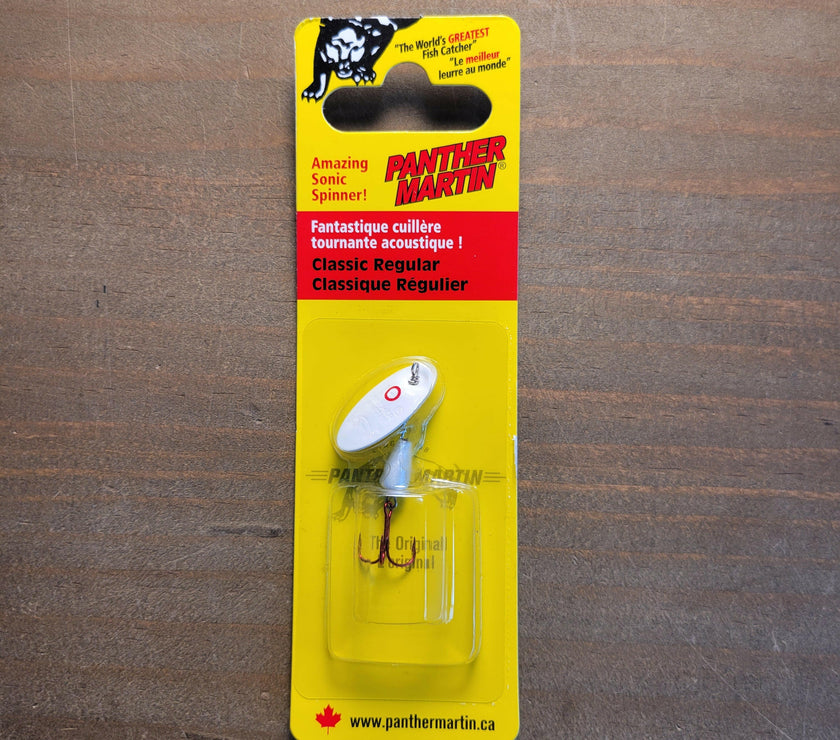 "The World's GREATEST
Fish Catcher"
"Le meilleur
leurre au monde"
Amazing
Sonic
Spinner!
PANTHER
MARTIN®
Fantastique cuillère
tournante acoustique !
Classic Regular
Classique Régulier
PANTHER MARTIN
The Original!
L'original
www.panthermartin.ca